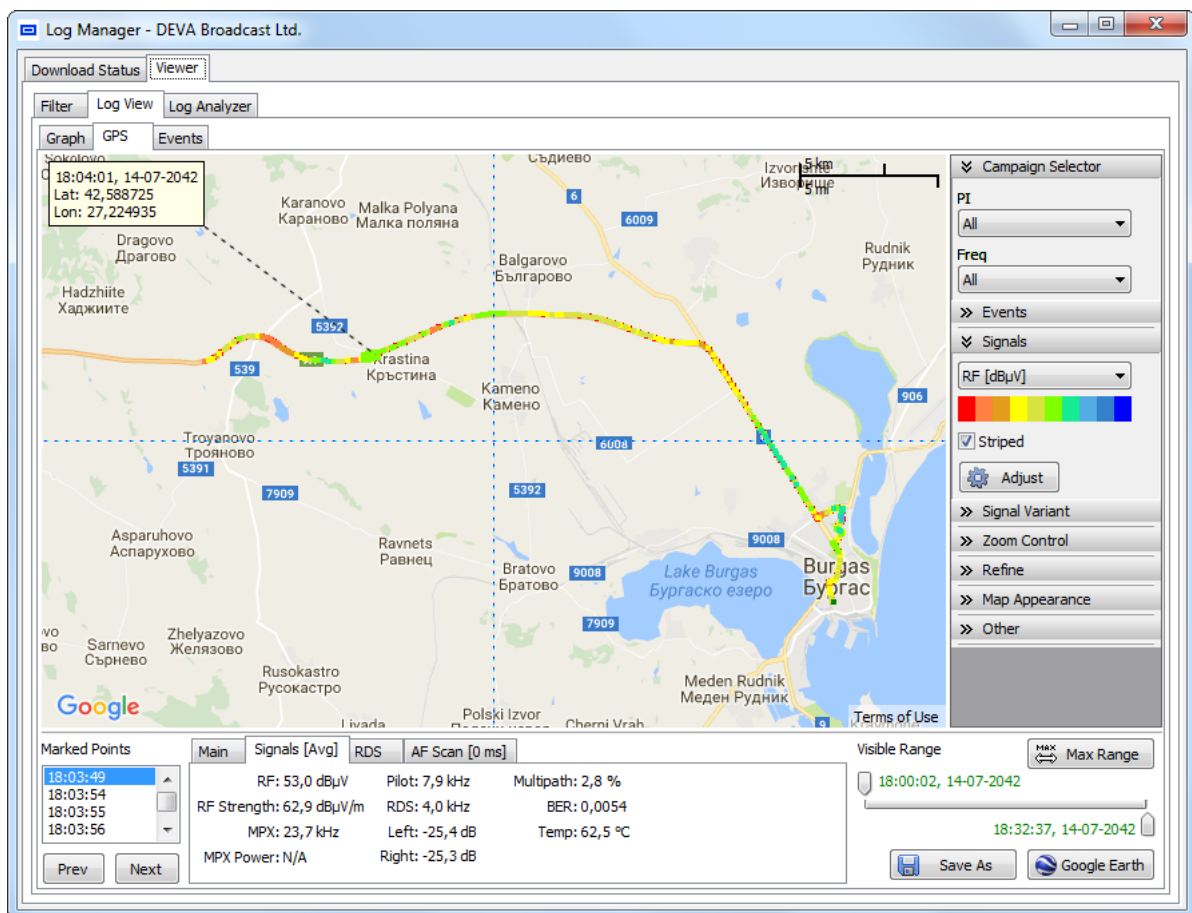 Log Manager - DEVA Broadcast Ltd.
Download Status
Viewer
Filter
Log View
Log Analyzer
Graph
GPS
Events
Sokolovo
18:04:01, 14-07-2042
Lat: 42,588725
Lon: 27,224935
Съдиево
Izvorishte
Изворище
5 km
5 mi
Karanovo
Караново
Malka Polyana
Малка поляна
6
6009
Dragovo
Драгово
Balgarovo
Българово
Rudnik
Рудник
Hadzhiite
Хаджиите
5392
539
Krastina
Кръстина
Kameno
Камено
906
Troyanovo
Трояново
6008
5391
7909
5392
Asparuhovo
Аспарухово
Ravnets
Равнец
9008
Bratovo
Братово
9008
Lake Burgas
Бургаско езеро
Burgas
Бургас
7909
Sarnevo
Сърнево
Zhelyazovo
Желязово
Rusokastro
Русокастро
Meden Rudnik
Меден Рудник
Google
Livada
Polski Izvor
Cherni Vrah
9
Terms of Use
Campaign Selector
PI
All
Freq
All
Events
Signals
RF [dBµV]
Striped
Adjust
Signal Variant
Zoom Control
Refine
Map Appearance
Other
Marked Points
18:03:49
18:03:54
18:03:55
18:03:56
Prev
Next
Main
Signals [Avg]
RDS
AF Scan [0 ms]
RF: 53,0 dBµV
Pilot: 7,9 kHz
Multipath: 2,8 %
RF Strength: 62,9 dBµV/m
RDS: 4,0 kHz
BER: 0,0054
MPX: 23,7 kHz
Left: -25,4 dB
Temp: 62,5 ºC
MPX Power: N/A
Right: -25,3 dB
Visible Range
MAX
Max Range
18:00:02, 14-07-2042
18:32:37, 14-07-2042
Save As
Google Earth